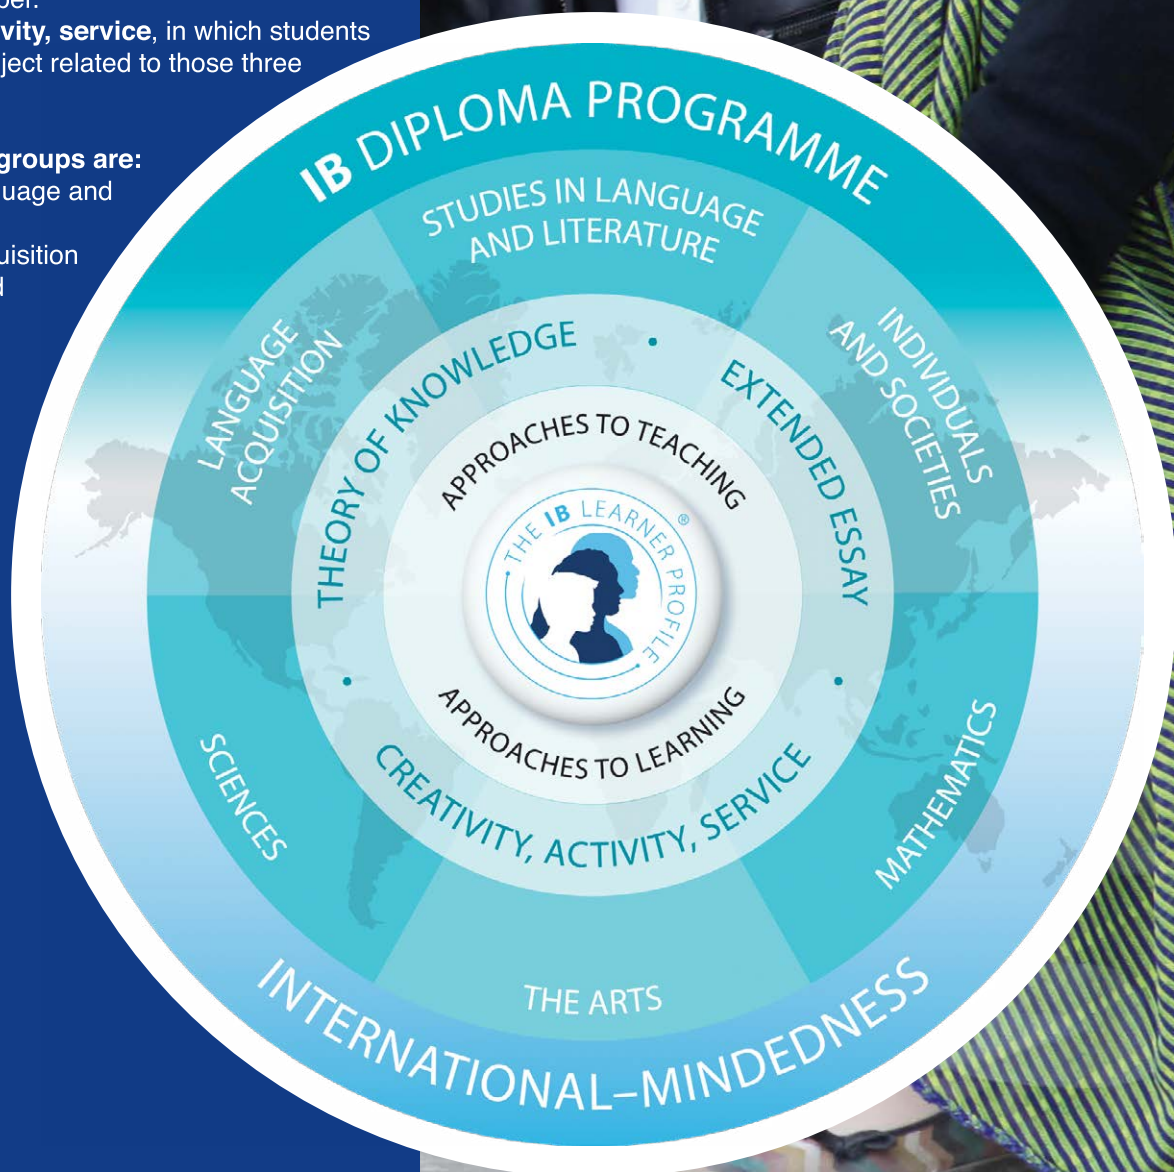 vity, service, in which students
ject related to those three
groups are:
uage and
uisition
IB DIPLOMA PROGRAMME
STUDIES IN LANGUAGE
AND LITERATURE
LANGUAGE
ACQUISITION
INDIVIDUALS
AND SOCIETIES
THEORY OF KNOWLEDGE
EXTENDED ESSAY
APPROACHES TO TEACHING
THE IB LEARNER PROFILE ®
APPROACHES TO LEARNING
CREATIVITY, ACTIVITY, SERVICE
SCIENCES
MATHEMATICS
THE ARTS
INTERNATIONAL–MINDEDNESS